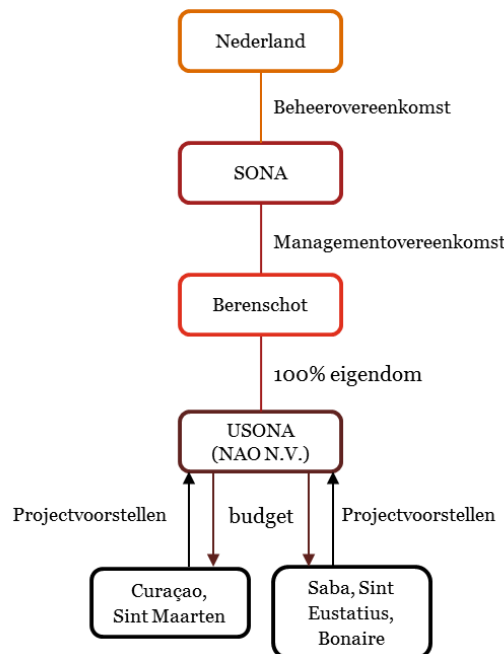 Nederland
Beheerovereenkomst
SONA
Managementovereenkomst
Berenschot
100% eigendom
USONA
(NAO N.V.)
Projectvoorstellen
budget
Projectvoorstellen
Curaçao,
Sint Maarten
Saba, Sint
Eustatius,
Bonaire